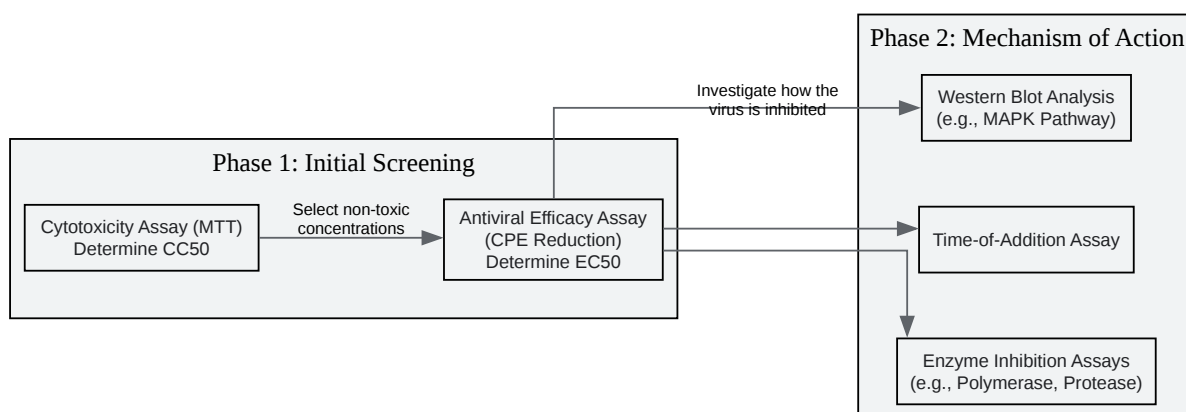 Phase 2: Mechanism of Action
Investigate how the
virus is inhibited
Western Blot Analysis
(e.g., MAPK Pathway)
Phase 1: Initial Screening
Cytotoxicity Assay (MTT)
Determine CC50
Select non-toxic
concentrations
Antiviral Efficacy Assay
(CPE Reduction)
Determine EC50
Time-of-Addition Assay
Enzyme Inhibition Assays
(e.g., Polymerase, Protease)